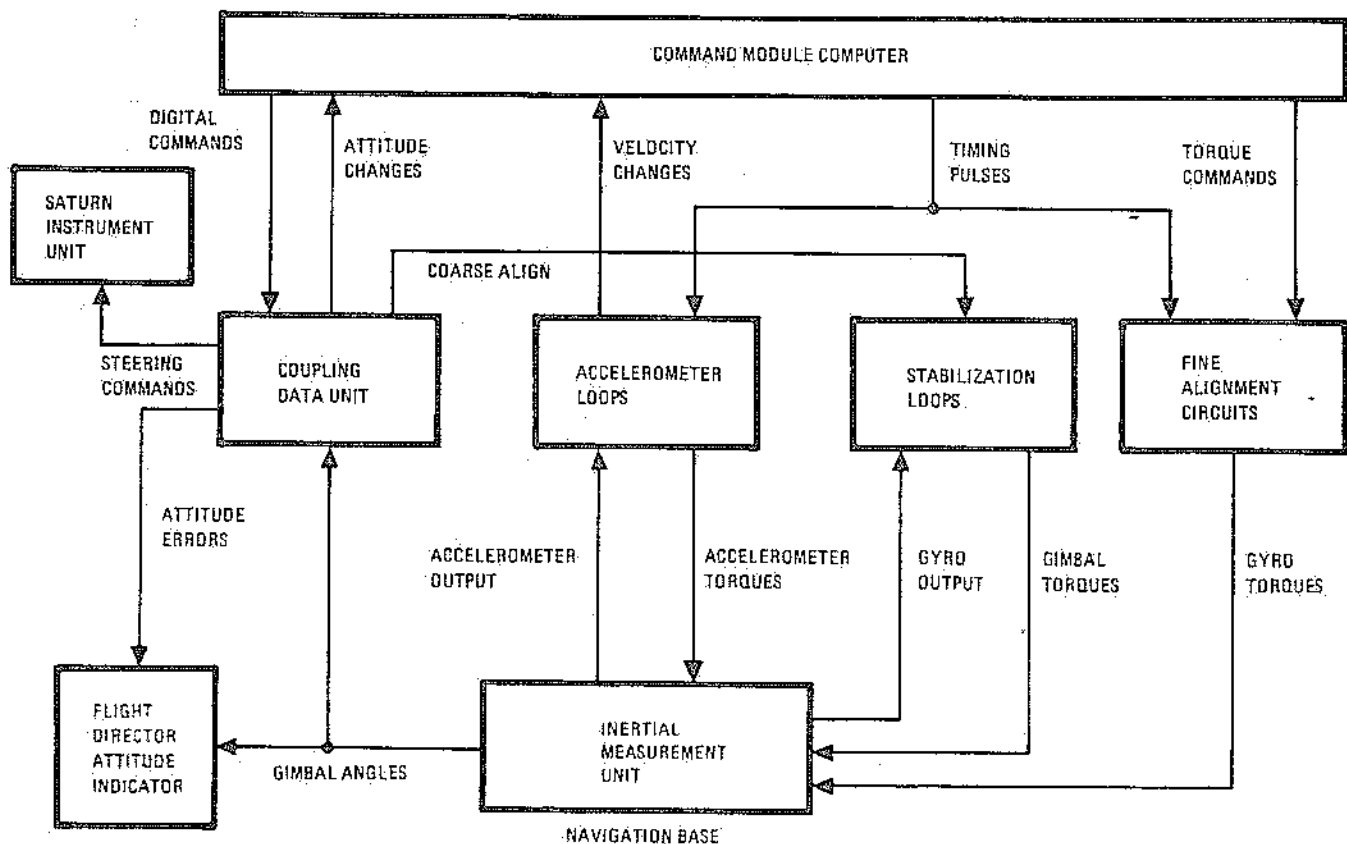 COMMAND MODULE COMPUTER
DIGITAL
COMMANDS
ATTITUDE
CHANGES
VELOCITY
CHANGES
TIMING
PULSES
TORQUE
COMMANDS
SATURN
INSTRUMENT
UNIT
COARSE ALIGN
STEERING
COMMANDS
COUPLING
DATA UNIT
ACCELEROMETER
LOOPS
STABILIZATION
LOOPS
FINE
ALIGNMENT
CIRCUITS
ATTITUDE
ERRORS
ACCELEROMETER
OUTPUT
ACCELEROMETER
TORQUES
GYRO
OUTPUT
GIMBAL
TORQUES
GYRO
TORQUES
FLIGHT
DIRECTOR
ATTITUDE
INDICATOR
GIMBAL ANGLES
INERTIAL
MEASUREMENT
UNIT
NAVIGATION BASE